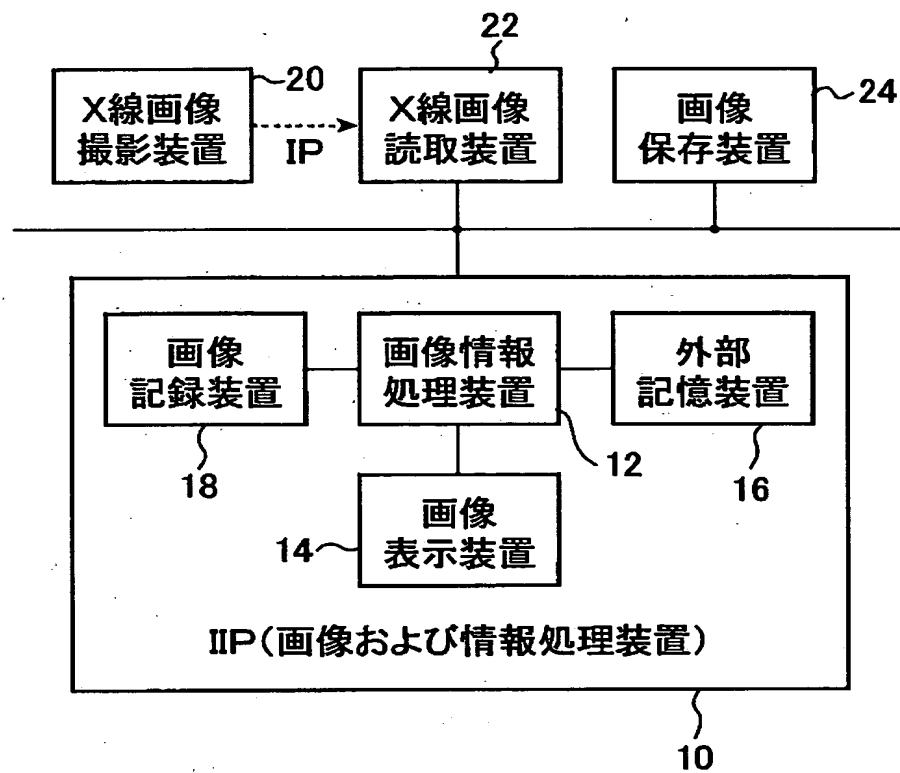 22
20
24
X線画像
撮影装置
IP
X線画像
読取装置
画像
保存装置
画像
記録装置
画像情報
処理装置
外部
記憶装置
18
12
16
14
画像
表示装置
IIP(画像および情報処理装置)
10